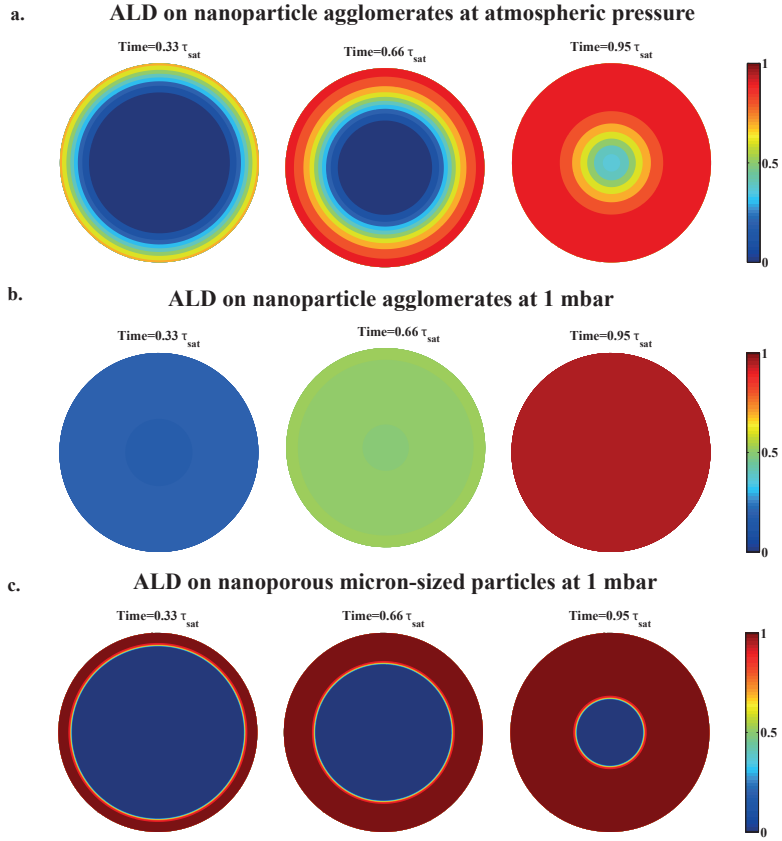 a.
ALD on nanoparticle agglomerates at atmospheric pressure
Time=0.33 τsat
Time=0.66 τsat
Time=0.95 τsat
1
0.5
0
b.
ALD on nanoparticle agglomerates at 1 mbar
Time=0.33 τsat
Time=0.66 τsat
Time=0.95 τsat
1
0.5
0
c.
ALD on nanoporous micron-sized particles at 1 mbar
Time=0.33 τsat
Time=0.66 τsat
Time=0.95 τsat
1
0.5
0